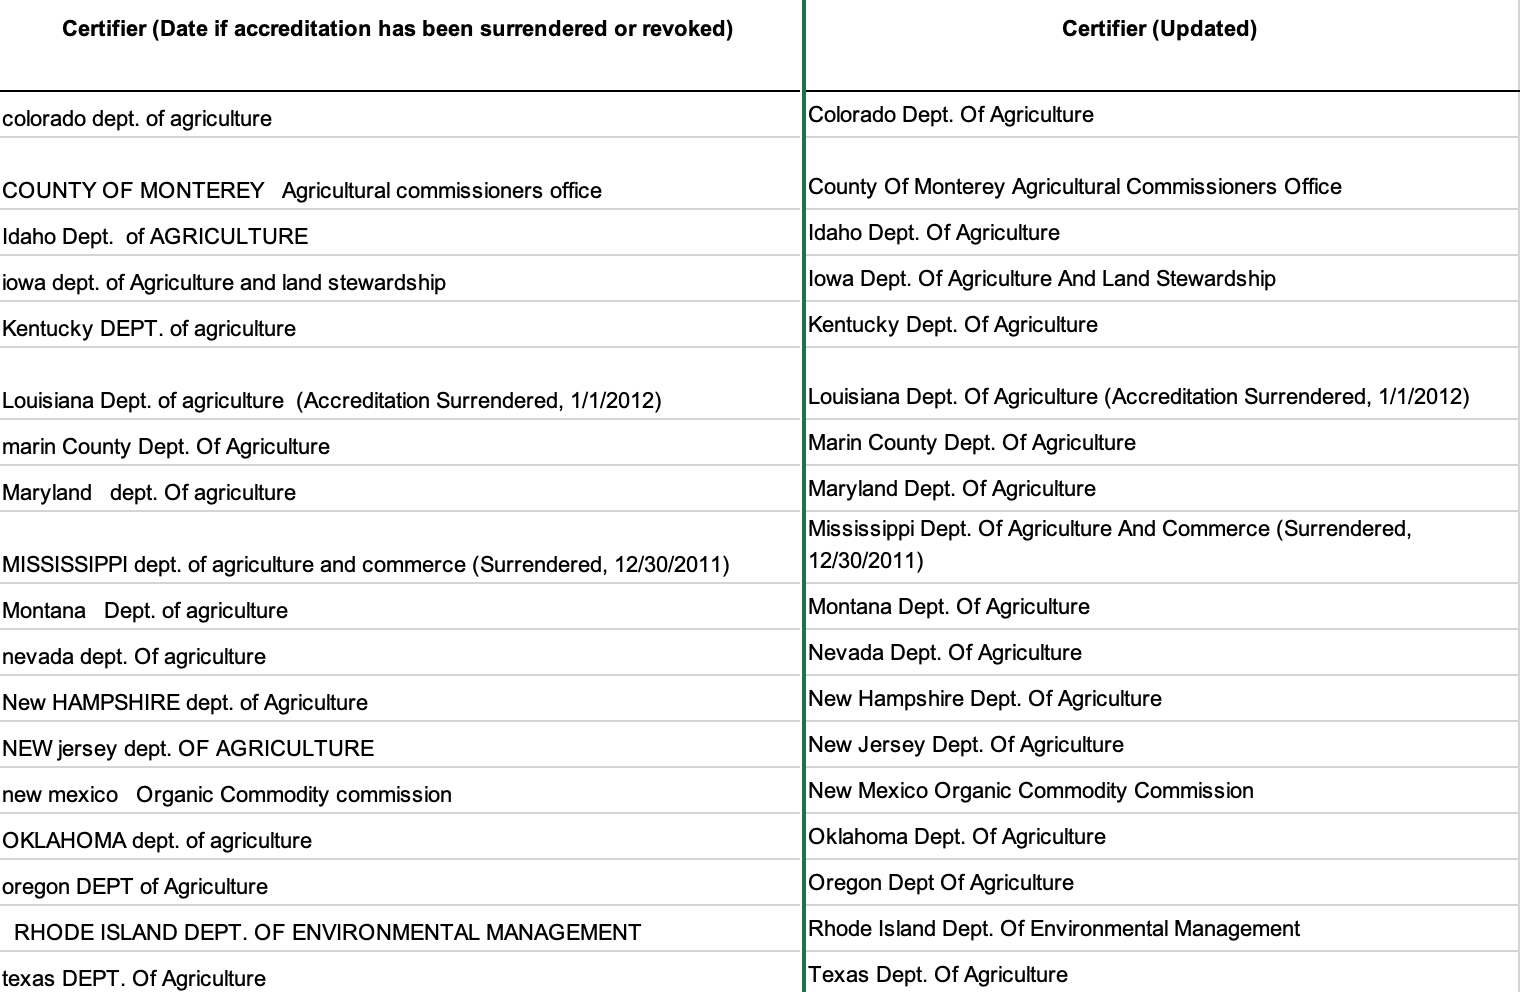 Certifier (Date if accreditation has been surrendered or revoked) Certifier (Updated)
colorado dept. of agriculture Colorado Dept. Of Agriculture
COUNTY OF MONTEREY   Agricultural commissioners office County Of Monterey Agricultural Commissioners Office
Idaho Dept.  of AGRICULTURE Idaho Dept. Of Agriculture
iowa dept. of Agriculture and land stewardship Iowa Dept. Of Agriculture And Land Stewardship
Kentucky DEPT. of agriculture Kentucky Dept. Of Agriculture
Louisiana Dept. of agriculture  (Accreditation Surrendered, 1/1/2012) Louisiana Dept. Of Agriculture (Accreditation Surrendered, 1/1/2012)
marin County Dept. Of Agriculture Marin County Dept. Of Agriculture
Maryland   dept. Of agriculture Maryland Dept. Of Agriculture
MISSISSIPPI dept. of agriculture and commerce (Surrendered, 12/30/2011) Mississippi Dept. Of Agriculture And Commerce (Surrendered,
12/30/2011)
Montana   Dept. of agriculture Montana Dept. Of Agriculture
nevada dept. Of agriculture Nevada Dept. Of Agriculture
New HAMPSHIRE dept. of Agriculture New Hampshire Dept. Of Agriculture
NEW jersey dept. OF AGRICULTURE New Jersey Dept. Of Agriculture
new mexico   Organic Commodity commission New Mexico Organic Commodity Commission
OKLAHOMA dept. of agriculture Oklahoma Dept. Of Agriculture
oregon DEPT of Agriculture Oregon Dept Of Agriculture
RHODE ISLAND DEPT. OF ENVIRONMENTAL MANAGEMENT Rhode Island Dept. Of Environmental Management
texas DEPT. Of Agriculture Texas Dept. Of Agriculture